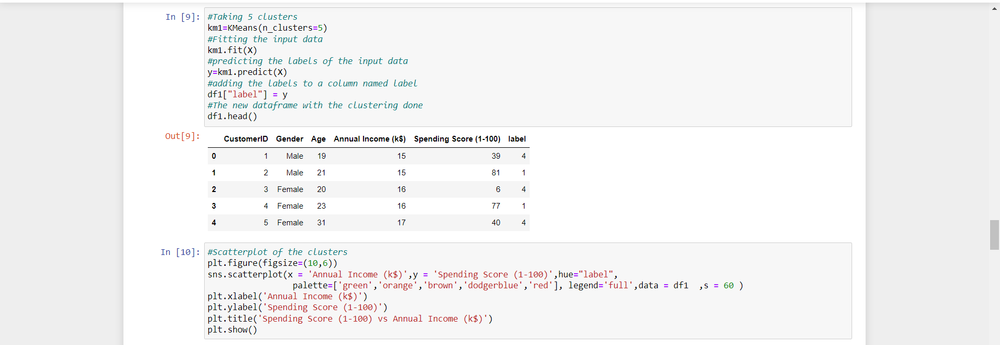 In [9]: #Taking 5 clusters
km1=KMeans(n_clusters=5)
#Fitting the input data
km1.fit(X)
#predicting the labels of the input data
y=km1.predict(X)
#adding the labels to a column named label
df1["label"] = y
#The new dataframe with the clustering done
df1.head()
Out[9]:
CustomerID Gender Age Annual Income (k$) Spending Score (1-100) label
0 1 Male 19 15 39 4
1 2 Male 21 15 81 1
2 3 Female 20 16 6 4
3 4 Female 23 16 77 1
4 5 Female 31 17 40 4
In [10]: #Scatterplot of the clusters
plt.figure(figsize=(10,6))
sns.scatterplot(x = 'Annual Income (k$)',y = 'Spending Score (1-100)',hue="label",
palette=['green','orange','brown','dodgerblue','red'], legend='full',data = df1  ,s = 60 )
plt.xlabel('Annual Income (k$)')
plt.ylabel('Spending Score (1-100)')
plt.title('Spending Score (1-100) vs Annual Income (k$)')
plt.show()